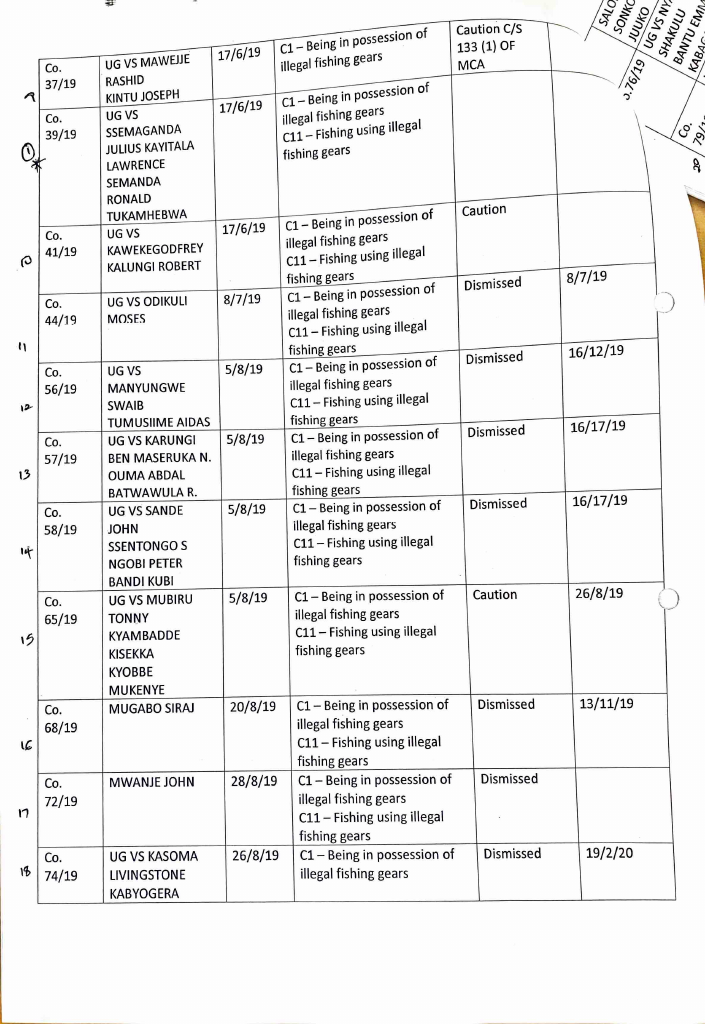 SALO
SONKO
JUUKO
UG VS NYA
SHAKULU
BANTU EMM
KABAG
.76/19
Co.
79/1
20
9
Co.
37/19
UG VS MAWEJJE
RASHID
KINTU JOSEPH
17/6/19
C1 – Being in possession of
illegal fishing gears
Caution C/S
133 (1) OF
MCA
1
*
Co.
39/19
UG VS
SSEMAGANDA
JULIUS KAYITALA
LAWRENCE
SEMANDA
RONALD
TUKAMHEBWA
17/6/19
C1 – Being in possession of
illegal fishing gears
C11 – Fishing using illegal
fishing gears
10
Co.
41/19
UG VS
KAWEKEGODFREY
KALUNGI ROBERT
17/6/19
C1 – Being in possession of
illegal fishing gears
C11 – Fishing using illegal
fishing gears
Caution
11
Co.
44/19
UG VS ODIKULI
MOSES
8/7/19
C1 – Being in possession of
illegal fishing gears
C11 – Fishing using illegal
fishing gears
Dismissed
8/7/19
12
Co.
56/19
UG VS
MANYUNGWE
SWAIB
TUMUSIIME AIDAS
5/8/19
C1 – Being in possession of
illegal fishing gears
C11 – Fishing using illegal
fishing gears
Dismissed
16/12/19
13
Co.
57/19
UG VS KARUNGI
BEN MASERUKA N.
OUMA ABDAL
BATWAWULA R.
5/8/19
C1 – Being in possession of
illegal fishing gears
C11 – Fishing using illegal
fishing gears
Dismissed
16/17/19
14
Co.
58/19
UG VS SANDE
JOHN
SSENTONGO S
NGOBI PETER
BANDI KUBI
5/8/19
C1 – Being in possession of
illegal fishing gears
C11 – Fishing using illegal
fishing gears
Dismissed
16/17/19
15
Co.
65/19
UG VS MUBIRU
TONNY
KYAMBADDE
KISEKKA
KYOBBE
MUKENYE
5/8/19
C1 – Being in possession of
illegal fishing gears
C11 – Fishing using illegal
fishing gears
Caution
26/8/19
16
Co.
68/19
MUGABO SIRAJ
20/8/19
C1 – Being in possession of
illegal fishing gears
C11 – Fishing using illegal
fishing gears
Dismissed
13/11/19
17
Co.
72/19
MWANJE JOHN
28/8/19
C1 – Being in possession of
illegal fishing gears
C11 – Fishing using illegal
fishing gears
Dismissed
18
Co.
74/19
UG VS KASOMA
LIVINGSTONE
KABYOGERA
26/8/19
C1 – Being in possession of
illegal fishing gears
Dismissed
19/2/20